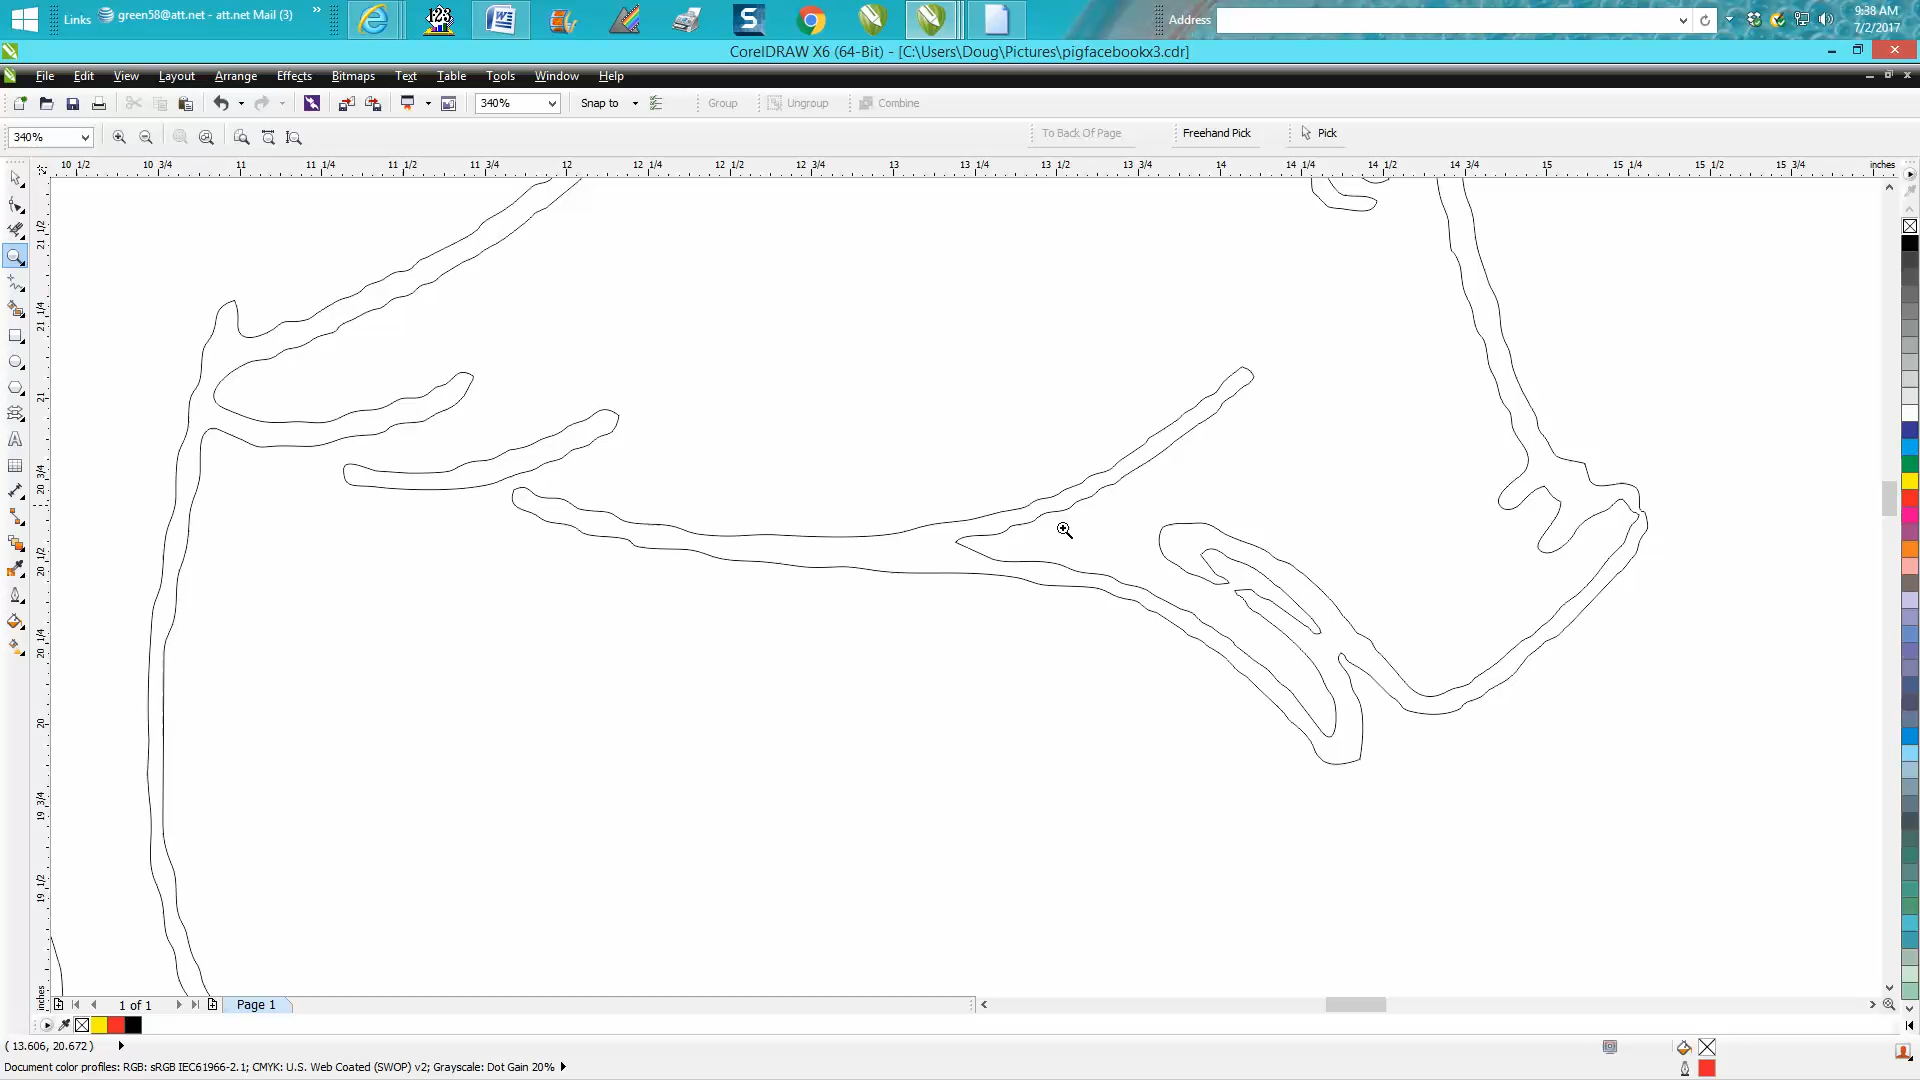 Links green58@att.net - att.net Mail (3) » 123 Address 9:38 AM
7/2/2017
CorelDRAW X6 (64-Bit) - [C:\Users\Doug\Pictures\pigfacebookx3.cdr]
File Edit View Layout Arrange Effects Bitmaps Text Table Tools Window Help
340% Snap to Group Ungroup Combine
340% To Back Of Page Freehand Pick Pick
10 1/2 10 3/4 11 11 1/4 11 1/2 11 3/4 12 12 1/4 12 1/2 12 3/4 13 13 1/4 13 1/2 13 3/4 14 14 1/4 14 1/2 14 3/4 15 15 1/4 15 1/2 15 3/4 inches
21 1/2
21 1/4
21
20 3/4
20 1/2
20 1/4
20
19 3/4
19 1/2
inches
1 of 1 Page 1
( 13.606, 20.672 )
Document color profiles: RGB: sRGB IEC61966-2.1; CMYK: U.S. Web Coated (SWOP) v2; Grayscale: Dot Gain 20%